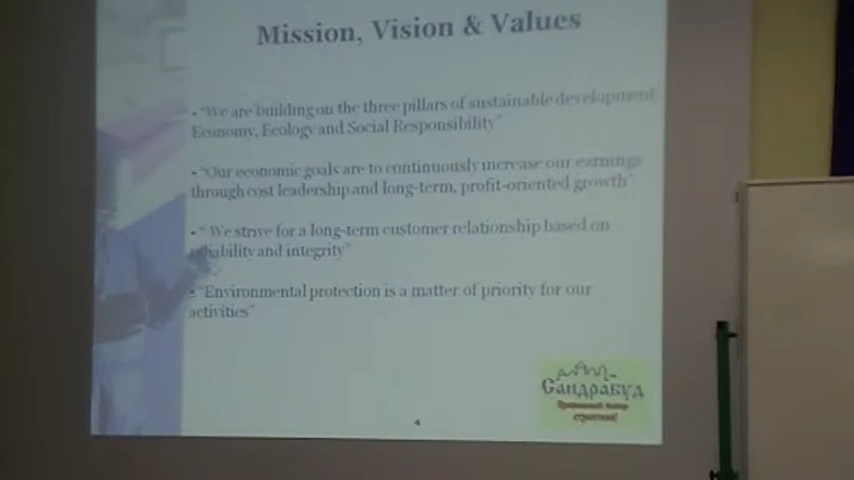 Mission, Vision & Values
• "We are building on the three pillars of sustainable development
Economy, Ecology and Social Responsibility"
• "Our economic goals are to continuously increase our earnings
through cost leadership and long-term, profit-oriented growth"
• " We strive for a long-term customer relationship based on
reliability and integrity"
• "Environmental protection is a matter of priority for our
activities"
Сандрабуд
4